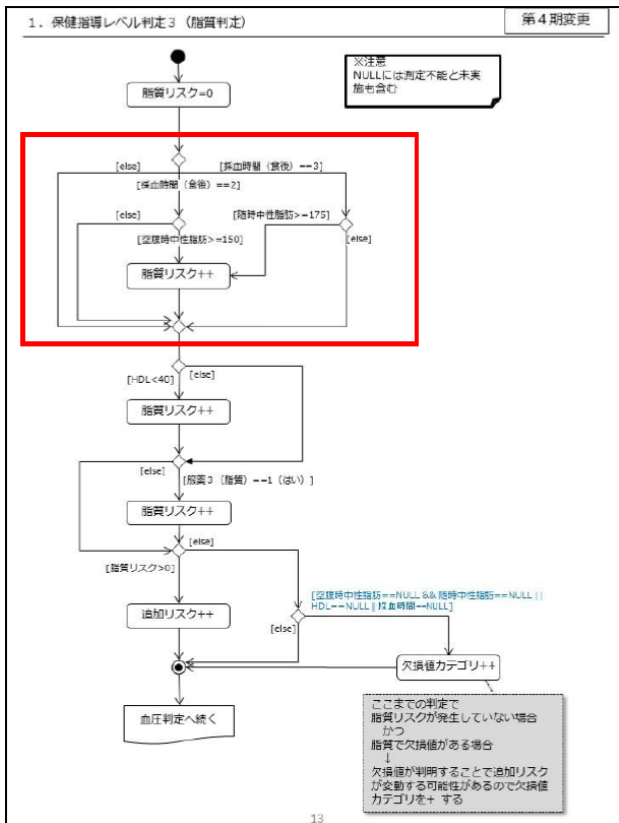 1. 保健指導レベル判定3 (脂質判定)
第4期変更
※注意
NULLには測定不能と未実
施も含む
脂質リスク=0
[else]
[採血時間(食後)==3]
[採血時間(食後)==2]
[else]
[随時中性脂肪>=175]
[空腹時中性脂肪>=150]
[else]
脂質リスク++
[HDL<40]
[else]
脂質リスク++
[else]
[服薬3(脂質)==1(はい)]
脂質リスク++
[else]
[脂質リスク>0]
[空腹時中性脂肪==NULL && 随時中性脂肪==NULL ||
HDL==NULL || 採血時間==NULL]
追加リスク++
[else]
欠損値カテゴリ++
血圧判定へ続く
ここまでの判定で
脂質リスクが発生していない場合
かつ
脂質で欠損値がある場合
↓
欠損値が判明することで追加リスク
が変動する可能性があるので欠損値
カテゴリを+ する
13